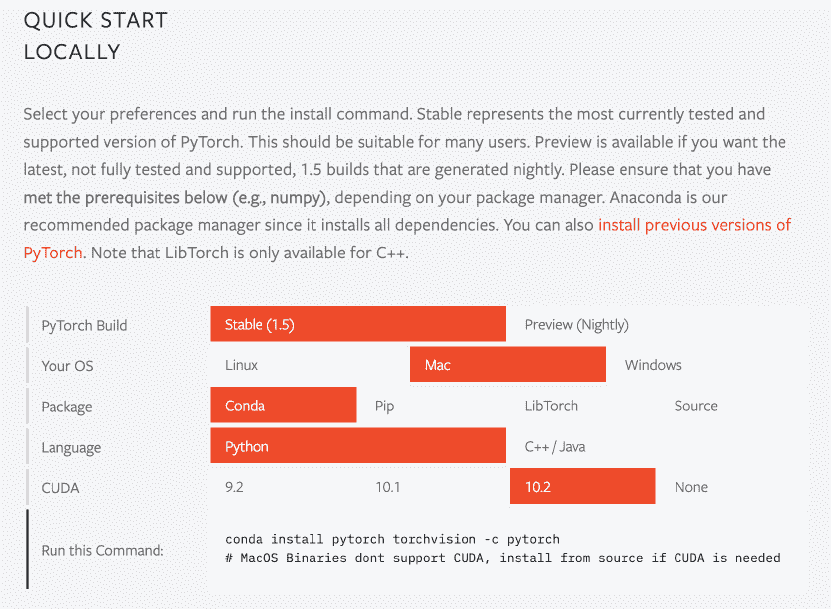 QUICK START
LOCALLY
Select your preferences and run the install command. Stable represents the most currently tested and
supported version of PyTorch. This should be suitable for many users. Preview is available if you want the
latest, not fully tested and supported, 1.5 builds that are generated nightly. Please ensure that you have
met the prerequisites below (e.g., numpy), depending on your package manager. Anaconda is our
recommended package manager since it installs all dependencies. You can also install previous versions of
PyTorch. Note that LibTorch is only available for C++.
PyTorch Build Stable (1.5) Preview (Nightly)
Your OS Linux Mac Windows
Package Conda Pip LibTorch Source
Language Python C++ / Java
CUDA 9.2 10.1 10.2 None
Run this Command: conda install pytorch torchvision -c pytorch
# MacOS Binaries dont support CUDA, install from source if CUDA is needed